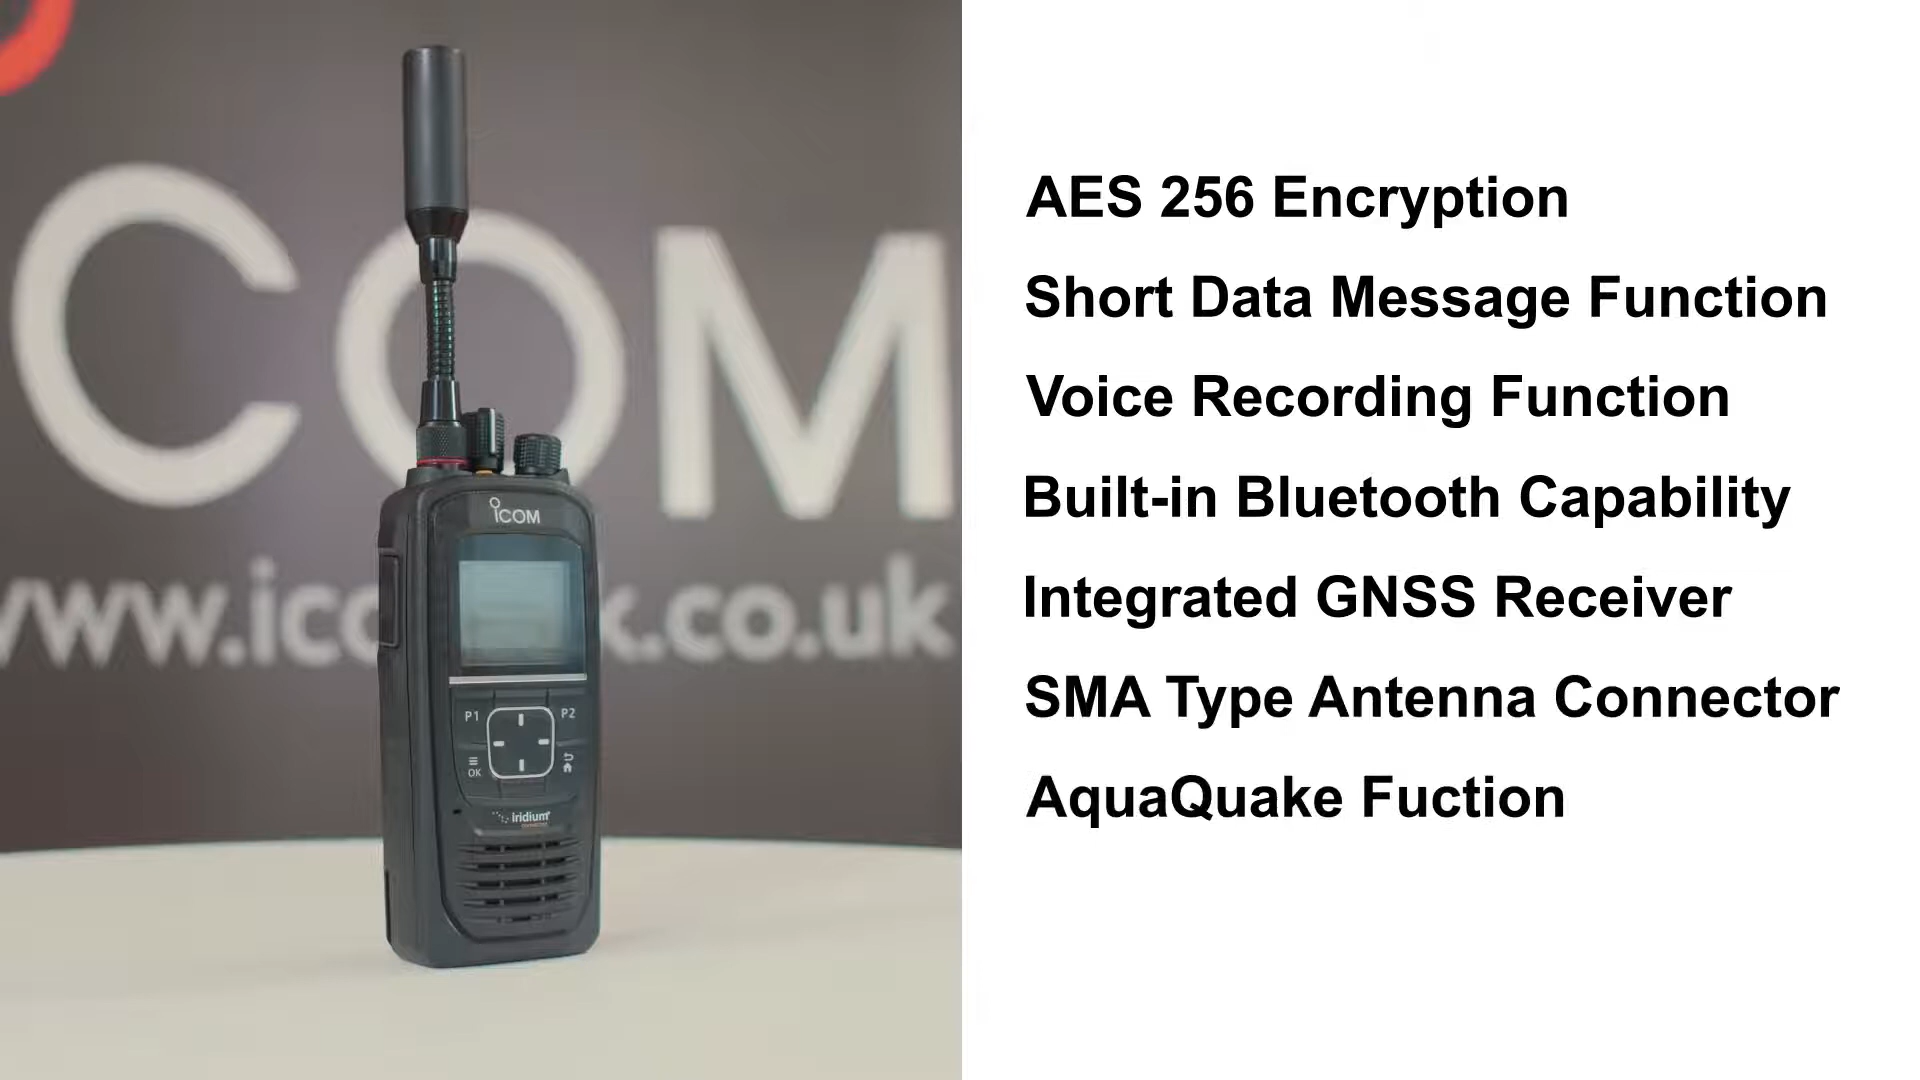 COM
www.ico k.co.uk
iCOM
P1
P2
OK
iridium
AES 256 Encryption
Short Data Message Function
Voice Recording Function
Built-in Bluetooth Capability
Integrated GNSS Receiver
SMA Type Antenna Connector
AquaQuake Fuction